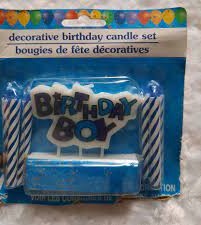 decorative birthday candle set
bougies de fête décoratives
BIRTHDAY
BOY